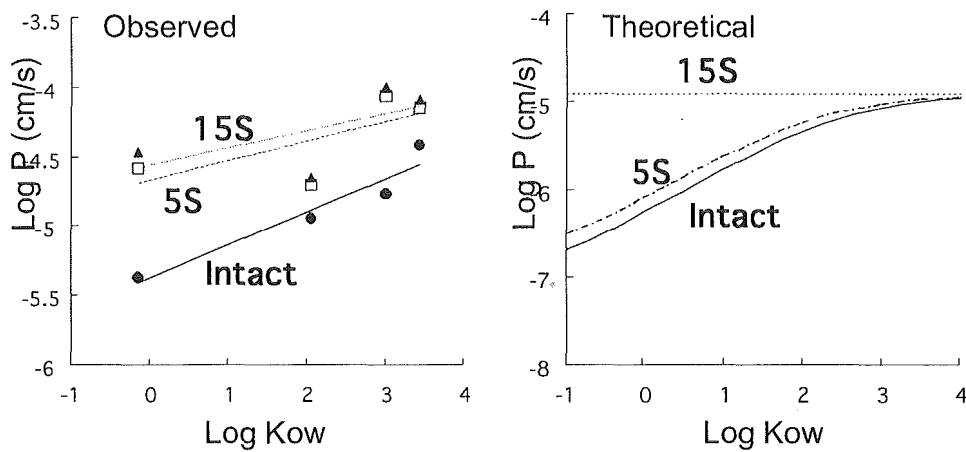 Observed
Log P (cm/s)
-3.5
-4
-4.5
-5
-5.5
-6
15S
5S
Intact
-1 0 1 2 3 4
Log Kow
Theoretical
Log P (cm/s)
-4
-5
-6
-7
-8
15S
5S
Intact
-1 0 1 2 3 4
Log Kow